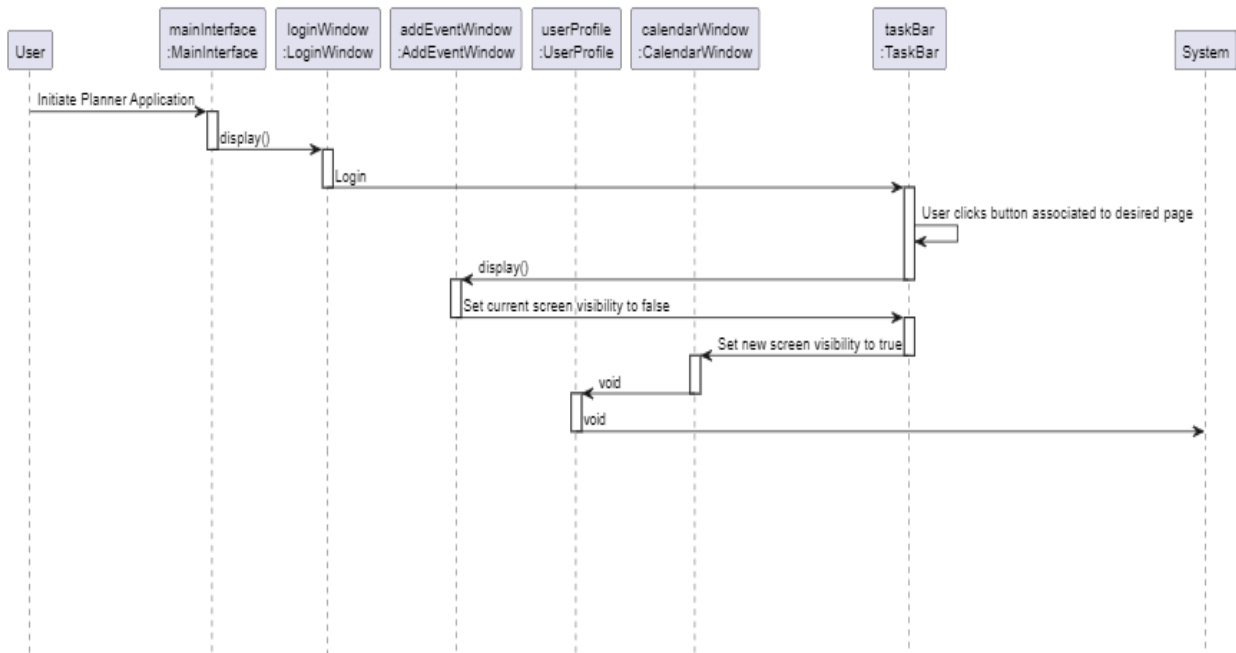 User
mainInterface
:MainInterface
loginWindow
:LoginWindow
addEventWindow
:AddEventWindow
userProfile
:UserProfile
calendarWindow
:CalendarWindow
taskBar
:TaskBar
System
Initiate Planner Application
display()
Login
User clicks button associated to desired page
display()
Set current screen visibility to false
Set new screen visibility to true
void
void